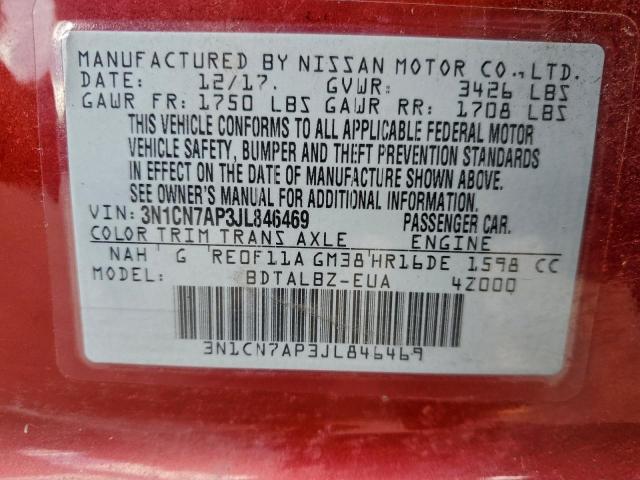 MANUFACTURED BY NISSAN MOTOR CO.,LTD.
DATE: 12/17. GVWR: 3426 LBS
GAWR FR: 1750 LBS GAWR RR: 1708 LBS
THIS VEHICLE CONFORMS TO ALL APPLICABLE FEDERAL MOTOR
VEHICLE SAFETY, BUMPER AND THEFT PREVENTION STANDARDS
IN EFFECT ON THE DATE OF MANUFACTURE SHOWN ABOVE.
SEE OWNER'S MANUAL FOR ADDITIONAL INFORMATION.
VIN: 3N1CN7AP3JL846469 PASSENGER CAR.
COLOR TRIM TRANS AXLE ENGINE
NAH G RE0F11A GM38 HR16DE 1598 CC
MODEL: BDTALBZ-EUA 4Z000
3N1CN7AP3JL846469